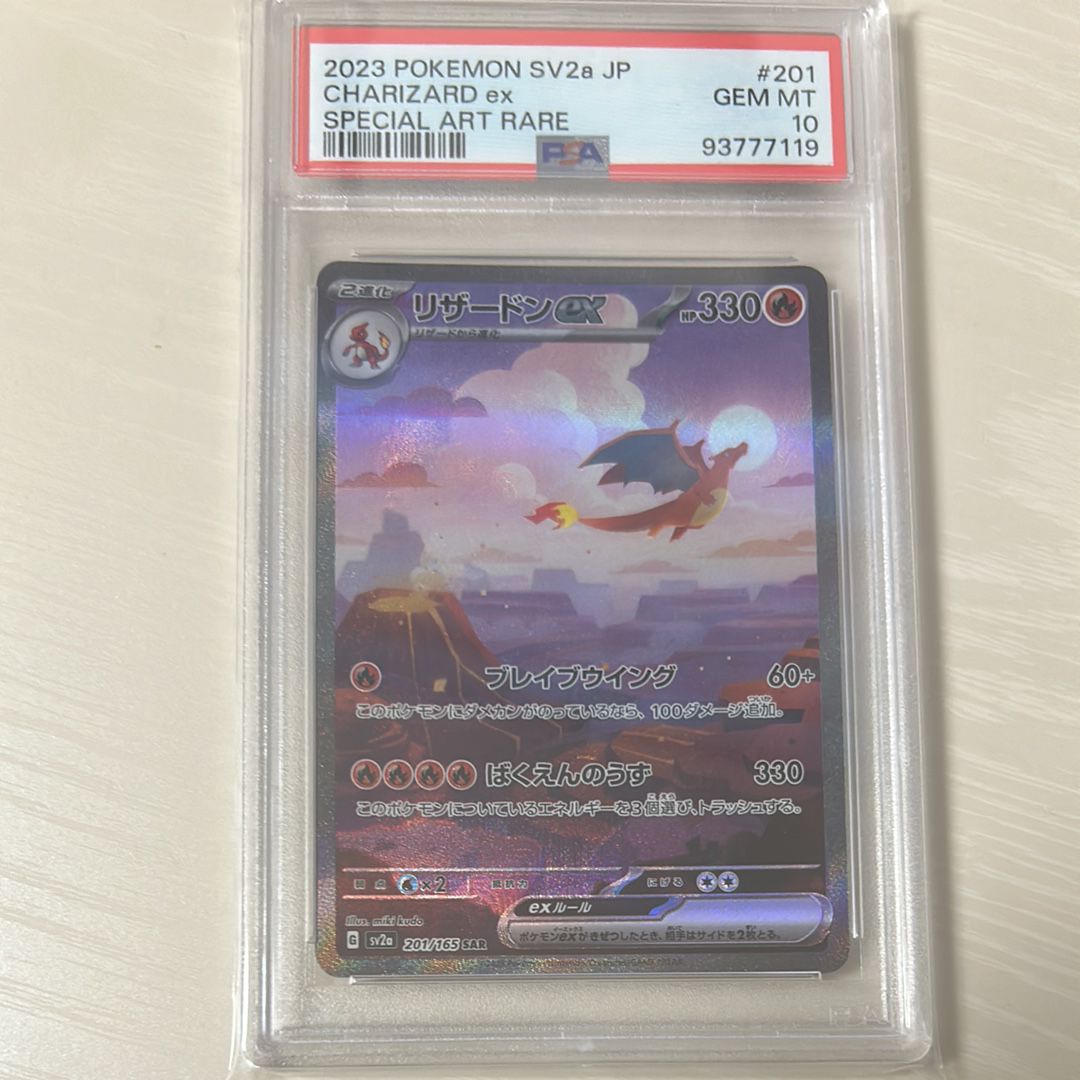 2023 POKEMON SV2a JP #201
CHARIZARD ex GEM MT
SPECIAL ART RARE 10
PSA 93777119
2進化 リザードンex HP330
リザードから進化
ブレイブウイング 60+
このポケモンにダメカンがのっているなら、100ダメージ追加。
ばくえんのうず 330
このポケモンについているエネルギーを3個選び、トラッシュする。
弱点 ×2 抵抗力 にげる
exルール
ポケモンexがきぜつしたとき、相手はサイドを2枚とる。
Illus. miki kudo
G sv2a 201/165 SAR
PSA